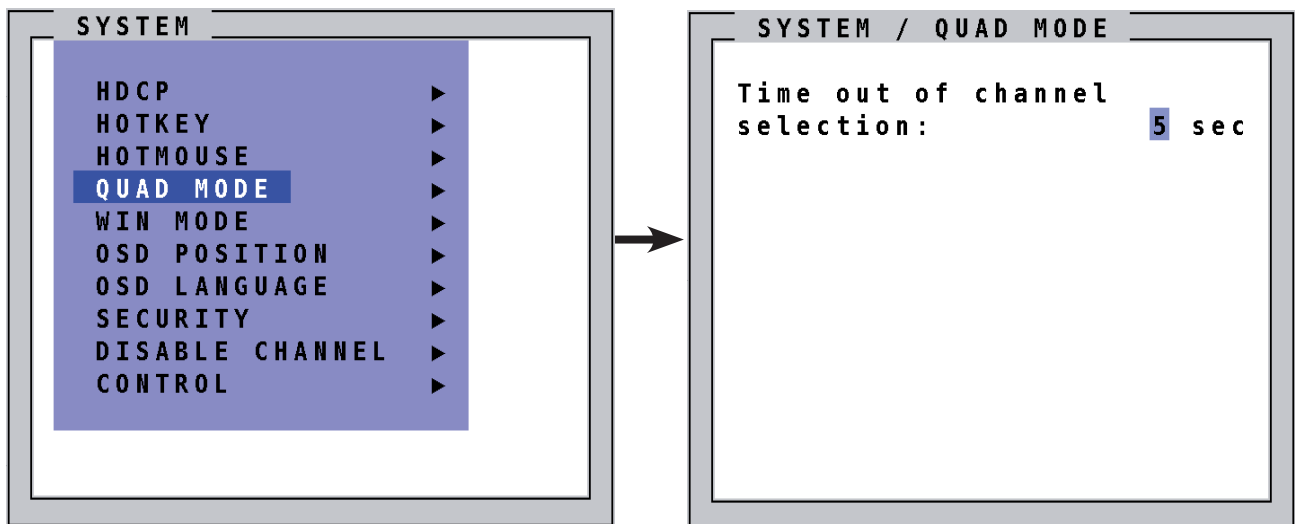 SYSTEM
HDCP ▶
HOTKEY ▶
HOTMOUSE ▶
QUAD MODE ▶
WIN MODE ▶
OSD POSITION ▶
OSD LANGUAGE ▶
SECURITY ▶
DISABLE CHANNEL ▶
CONTROL ▶
SYSTEM / QUAD MODE
Time out of channel
selection: 5 sec